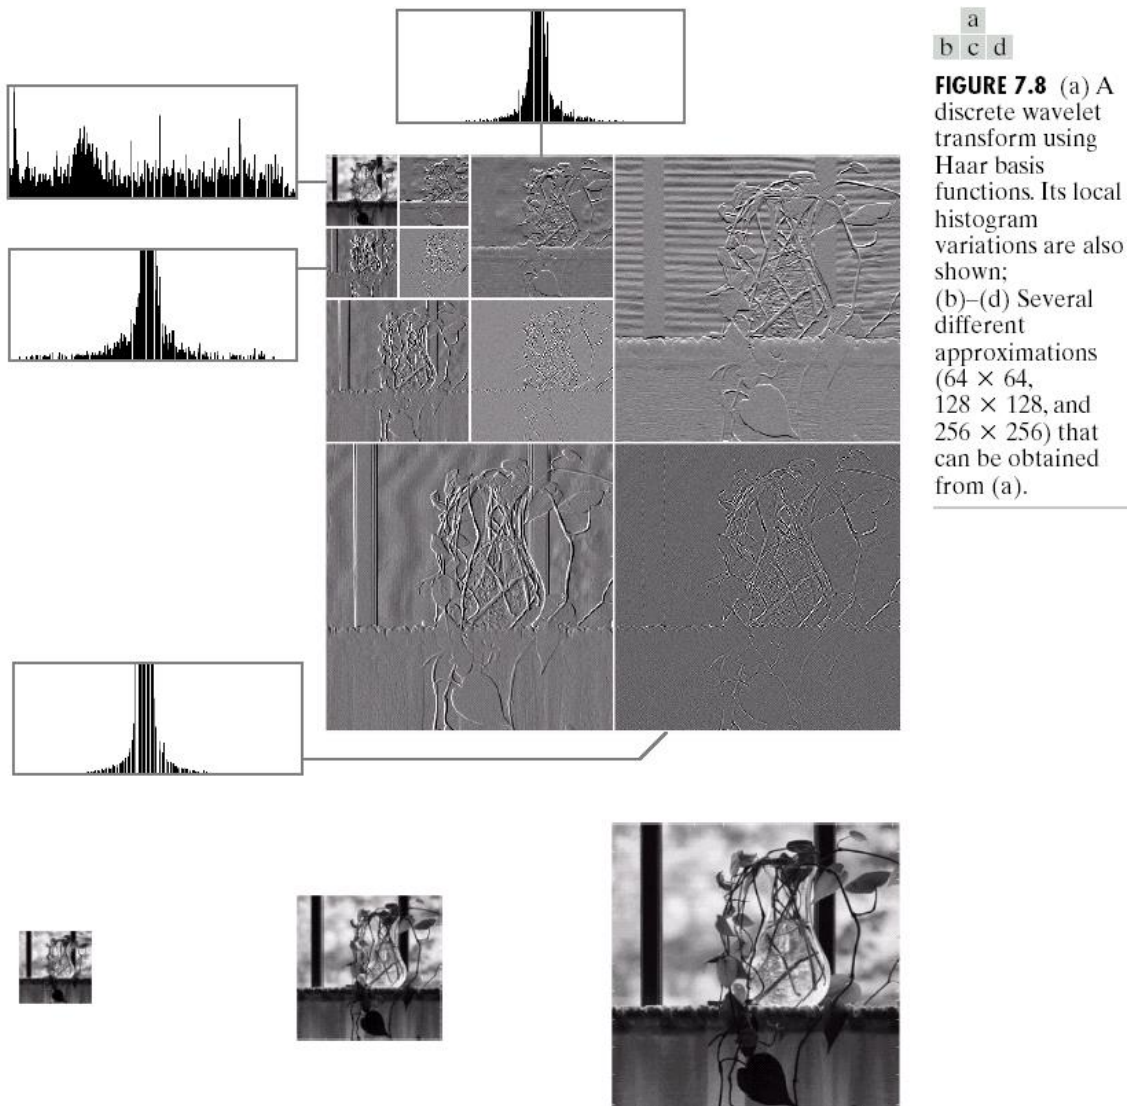 a
b c d
FIGURE 7.8 (a) A
discrete wavelet
transform using
Haar basis
functions. Its local
histogram
variations are also
shown;
(b)–(d) Several
different
approximations
(64 × 64,
128 × 128, and
256 × 256) that
can be obtained
from (a).